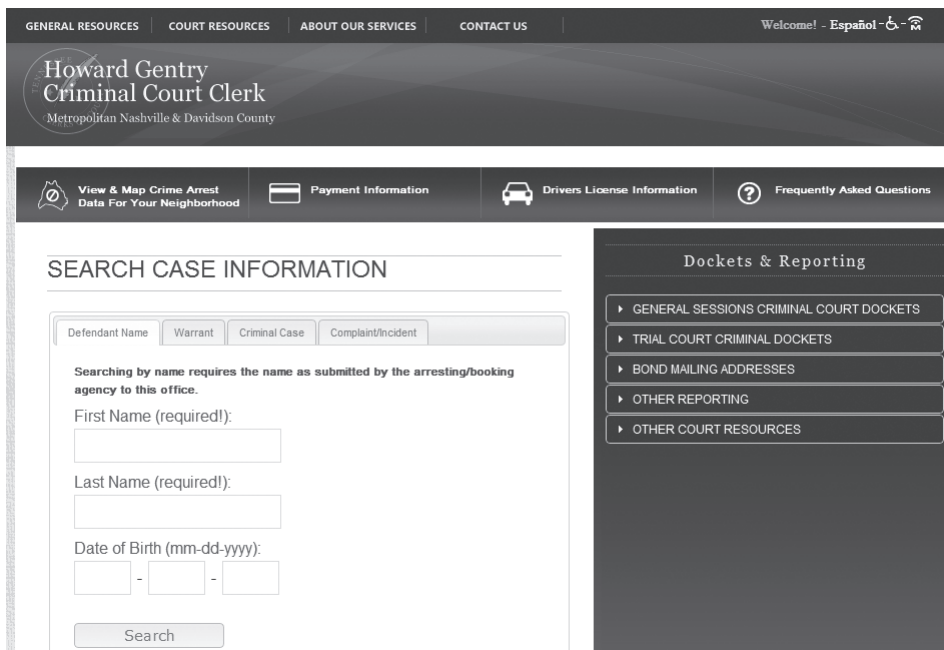 GENERAL RESOURCES COURT RESOURCES ABOUT OUR SERVICES CONTACT US Welcome! - Español - -
Howard Gentry
Criminal Court Clerk
Metropolitan Nashville & Davidson County
View & Map Crime Arrest
Data For Your Neighborhood
Payment Information
Drivers License Information
Frequently Asked Questions
SEARCH CASE INFORMATION
Defendant Name Warrant Criminal Case Complaint/Incident
Searching by name requires the name as submitted by the arresting/booking
agency to this office.
First Name (required!):
Last Name (required!):
Date of Birth (mm-dd-yyyy):
- -
Search
Dockets & Reporting
GENERAL SESSIONS CRIMINAL COURT DOCKETS
TRIAL COURT CRIMINAL DOCKETS
BOND MAILING ADDRESSES
OTHER REPORTING
OTHER COURT RESOURCES